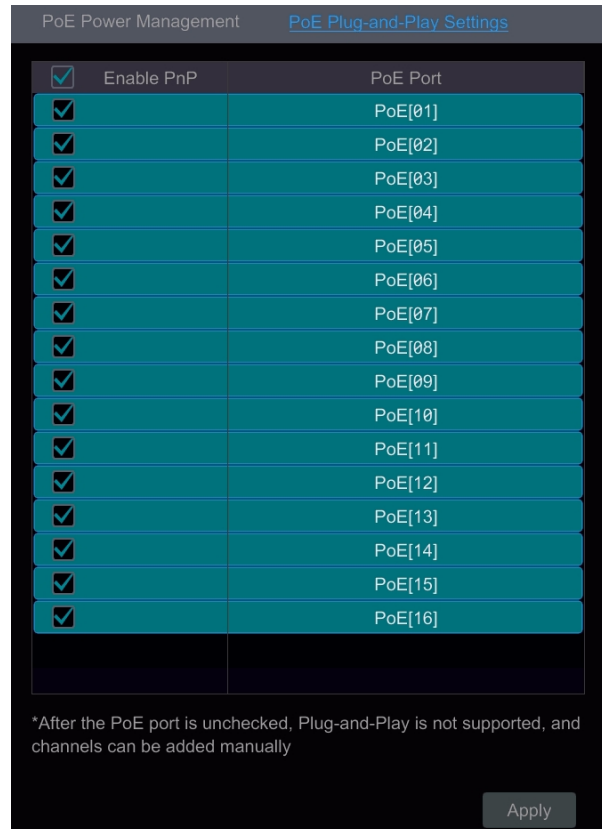 PoE Power Management PoE Plug-and-Play Settings
Enable PnP PoE Port
PoE[01]
PoE[02]
PoE[03]
PoE[04]
PoE[05]
PoE[06]
PoE[07]
PoE[08]
PoE[09]
PoE[10]
PoE[11]
PoE[12]
PoE[13]
PoE[14]
PoE[15]
PoE[16]
*After the PoE port is unchecked, Plug-and-Play is not supported, and
channels can be added manually
Apply